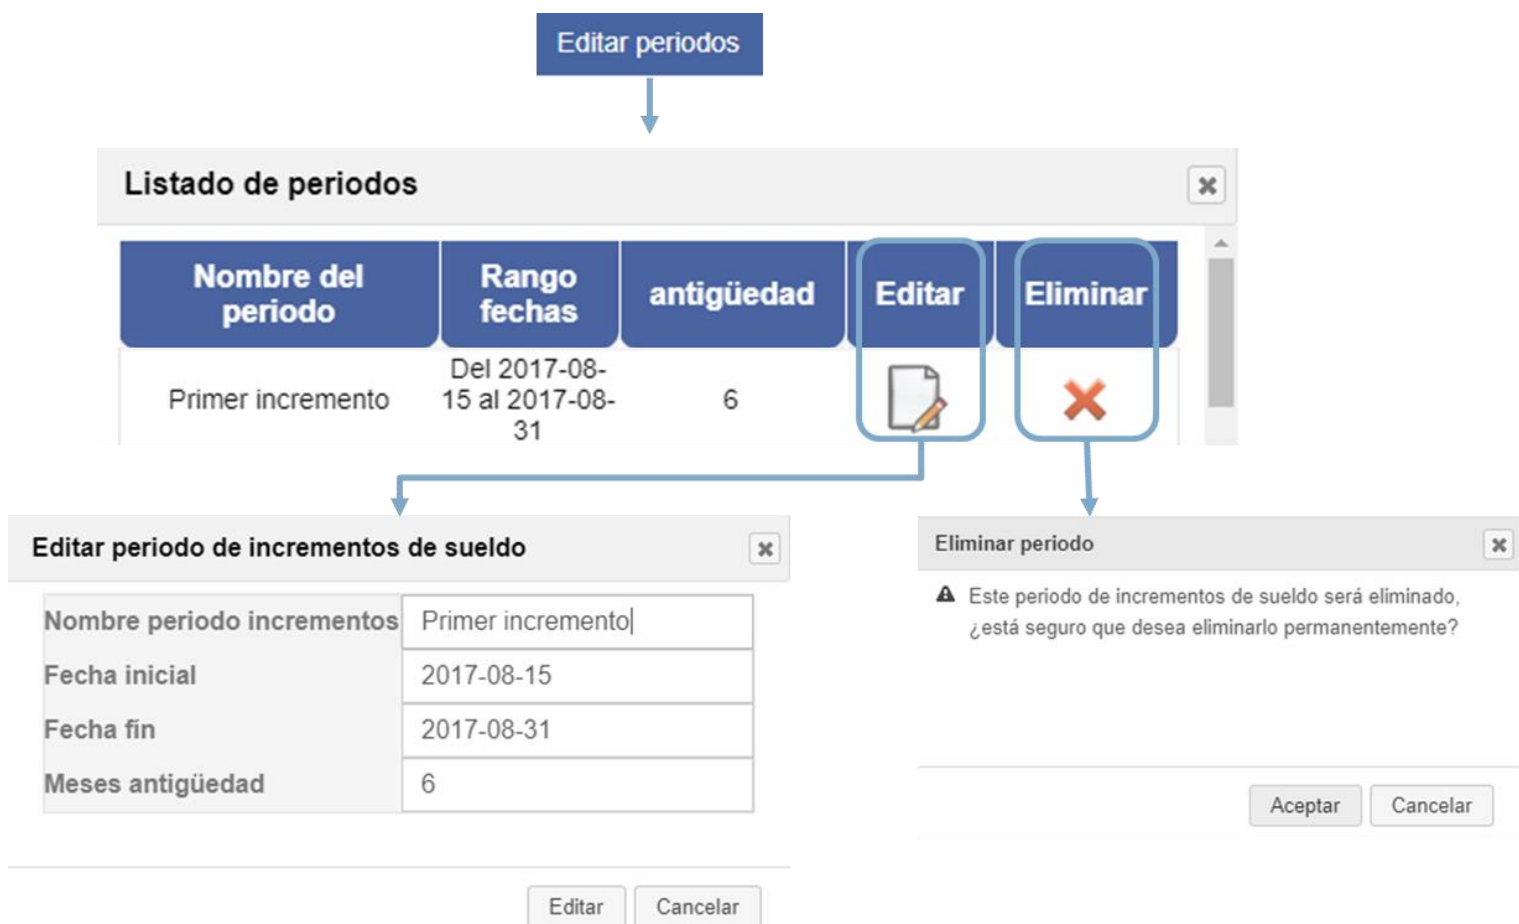 Editar periodos
Listado de periodos
Nombre del
periodo
Rango
fechas
antigüedad
Editar
Eliminar
Primer incremento
Del 2017-08-
15 al 2017-08-
31
6
Editar periodo de incrementos de sueldo
Nombre periodo incrementos Primer incremento
Fecha inicial 2017-08-15
Fecha fin 2017-08-31
Meses antigüedad 6
Editar Cancelar
Eliminar periodo
Este periodo de incrementos de sueldo será eliminado,
¿está seguro que desea eliminarlo permanentemente?
Aceptar Cancelar